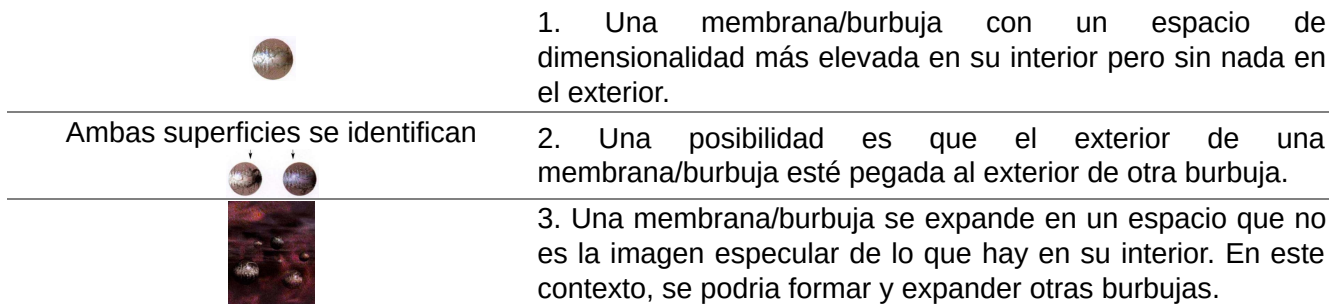 1. Una membrana/burbuja con un espacio de
dimensionalidad más elevada en su interior pero sin nada en
el exterior.
Ambas superficies se identifican
2. Una posibilidad es que el exterior de una
membrana/burbuja esté pegada al exterior de otra burbuja.
3. Una membrana/burbuja se expande en un espacio que no
es la imagen especular de lo que hay en su interior. En este
contexto, se podria formar y expander otras burbujas.